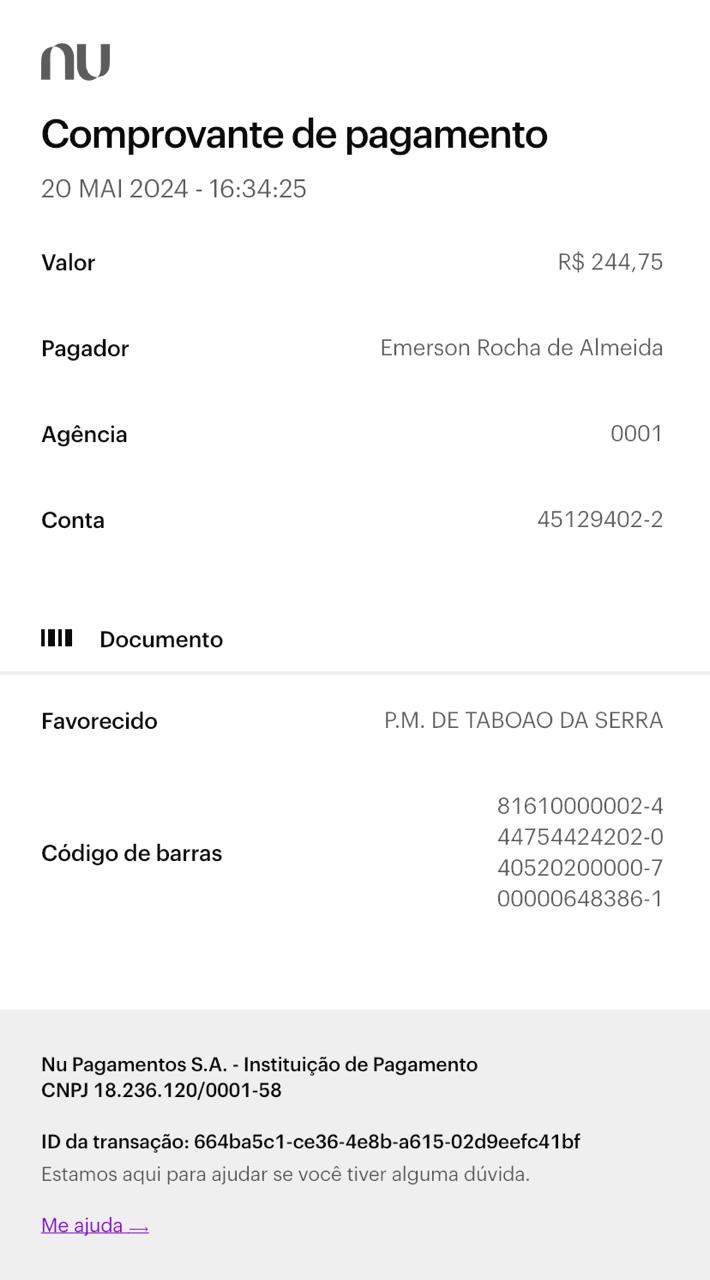 nu
Comprovante de pagamento
20 MAI 2024 - 16:34:25
Valor R$ 244,75
Pagador Emerson Rocha de Almeida
Agência 0001
Conta 45129402-2
Documento
Favorecido P.M. DE TABOAO DA SERRA
Código de barras
81610000002-4
44754424202-0
40520200000-7
00000648386-1
Nu Pagamentos S.A. - Instituição de Pagamento
CNPJ 18.236.120/0001-58
ID da transação: 664ba5c1-ce36-4e8b-a615-02d9eefc41bf
Estamos aqui para ajudar se você tiver alguma dúvida.
Me ajuda →